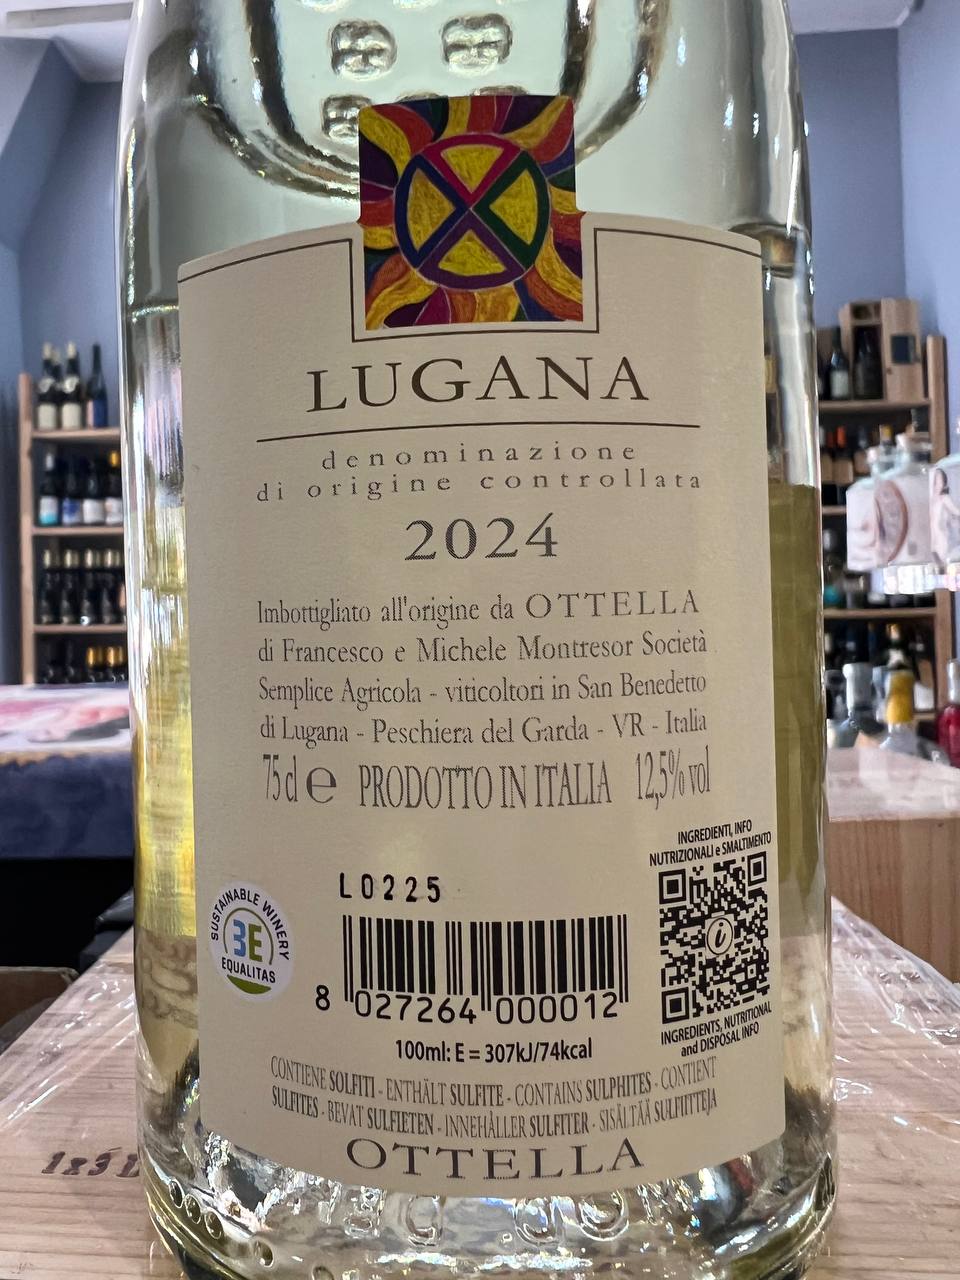 LUGANA
denominazione
di origine controllata
2024
Imbottigliato all'origine da OTTELLA
di Francesco e Michele Montresor Società
Semplice Agricola - viticoltori in San Benedetto
di Lugana - Peschiera del Garda - VR - Italia
75cl e PRODOTTO IN ITALIA 12,5% vol
INGREDIENTI, INFO
NUTRIZIONALI e SMALTIMENTO
L0225
SUSTAINABLE WINERY
3E
EQUALITAS
i
8 027264 000012
INGREDIENTS, NUTRITIONAL
and DISPOSAL INFO
100ml: E = 307kJ/74kcal
CONTIENE SOLFITI - ENTHÄLT SULFITE - CONTAINS SULPHITES - CONTIENT
SULFITES - BEVAT SULFIETEN - INNEHÅLLER SULFITER - SISÄLTÄÄ SULFIITTEJA
OTTELLA